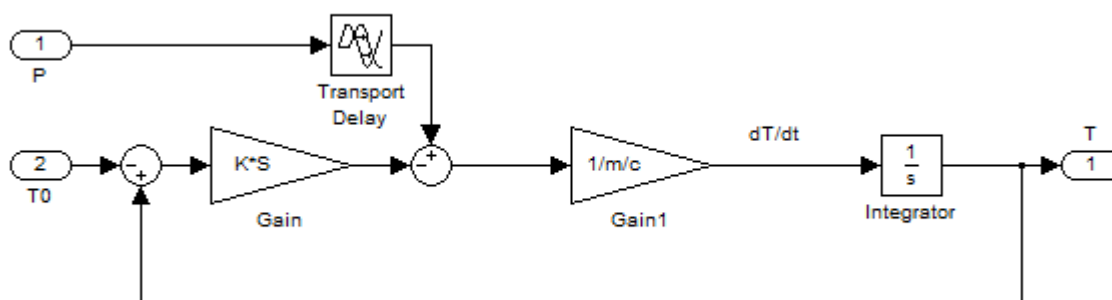 1
P
Transport
Delay
2
T0
−
+
K*S
Gain
+
−
1/m/c
Gain1
dT/dt
1
s
Integrator
T
1